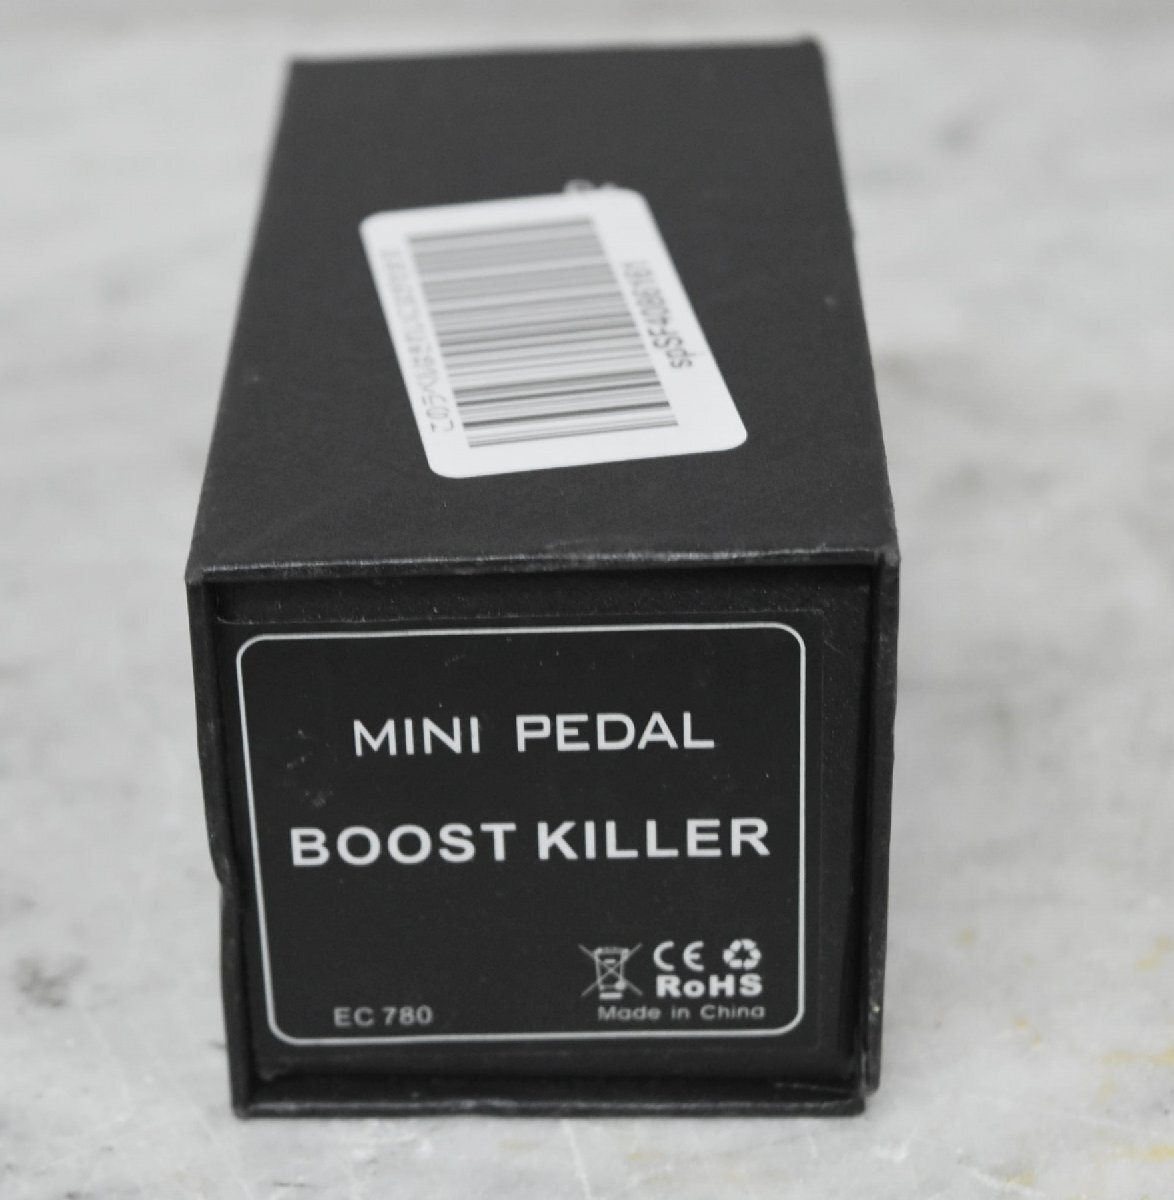 MINI PEDAL
BOOST KILLER
CE
RoHS
EC 780
Made in China